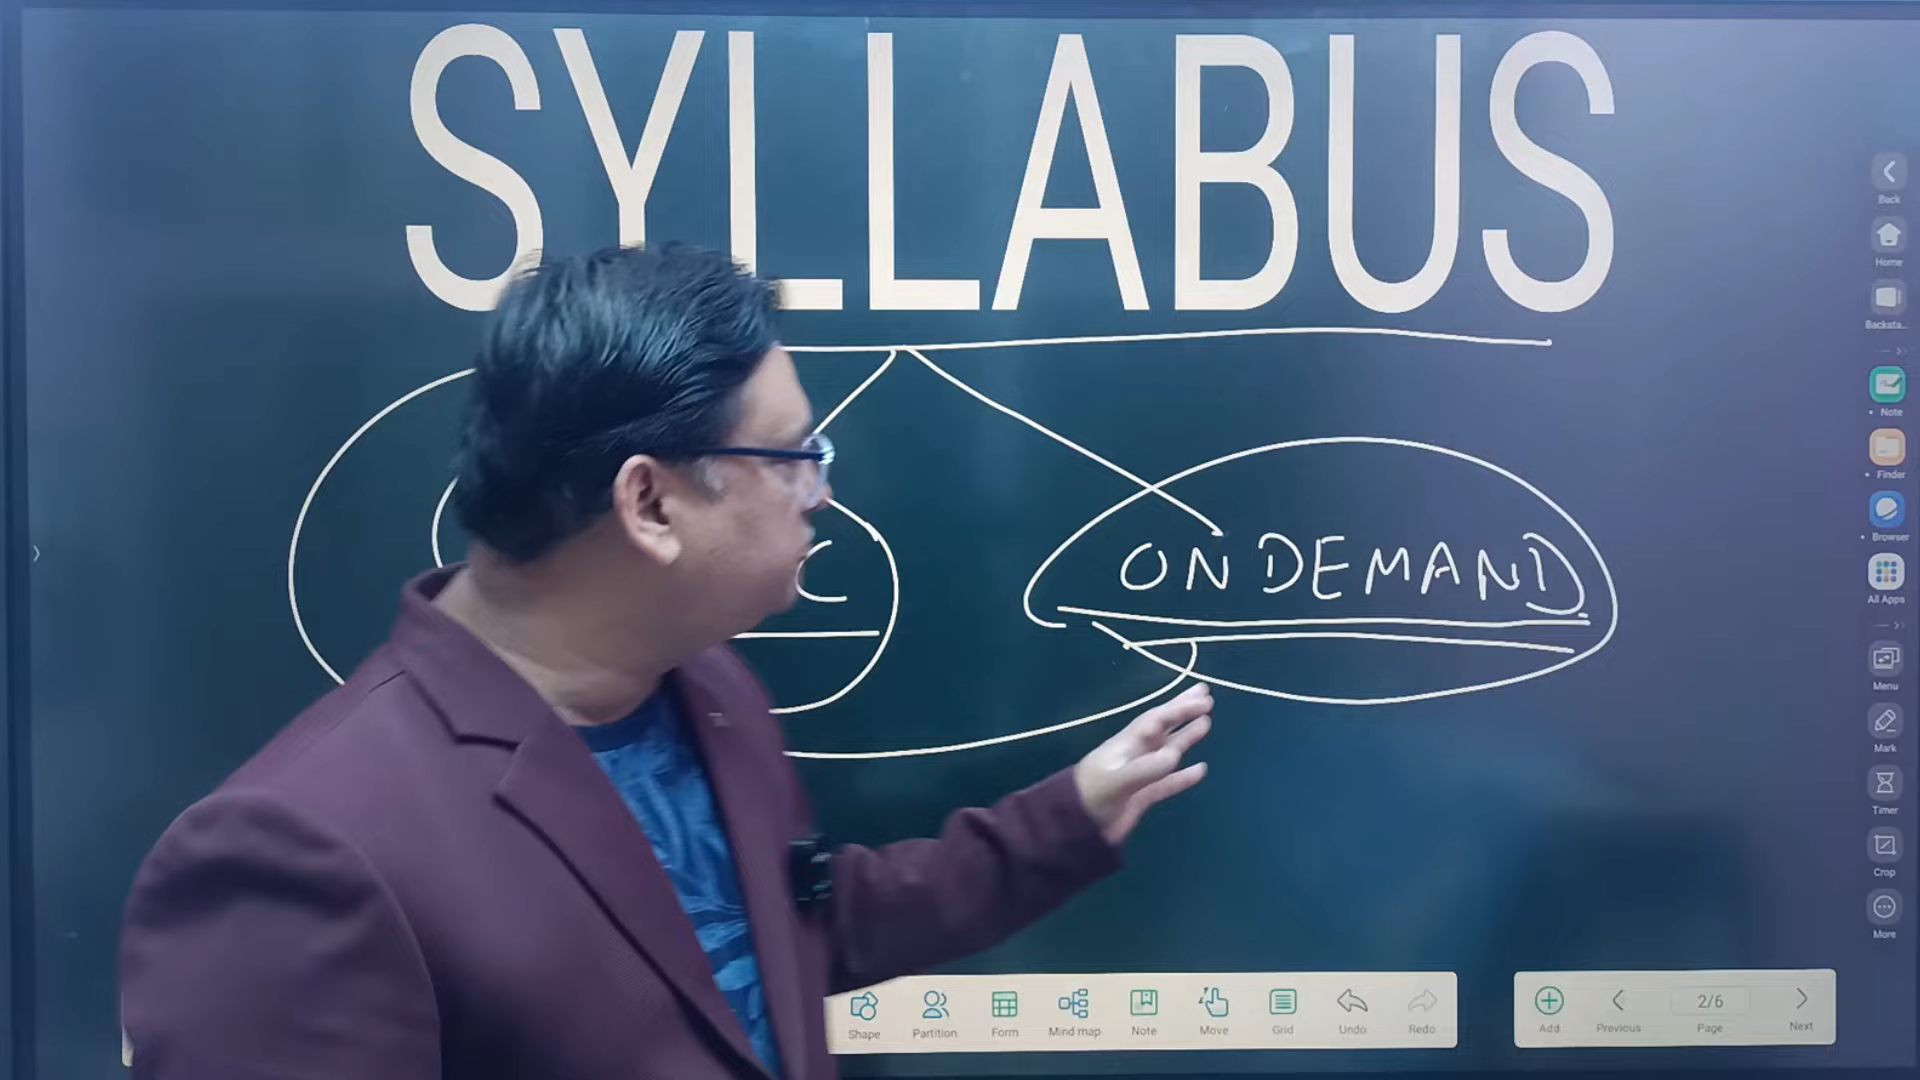 SYLLABUS
C
ONDEMAND
Back
Home
Backsta...
Note
Finder
Browser
All Apps
Menu
Mark
Timer
Crop
More
Shape
Partition
Form
Mind map
Note
Move
Grid
Undo
Redo
Add
Previous
2/6
Page
Next